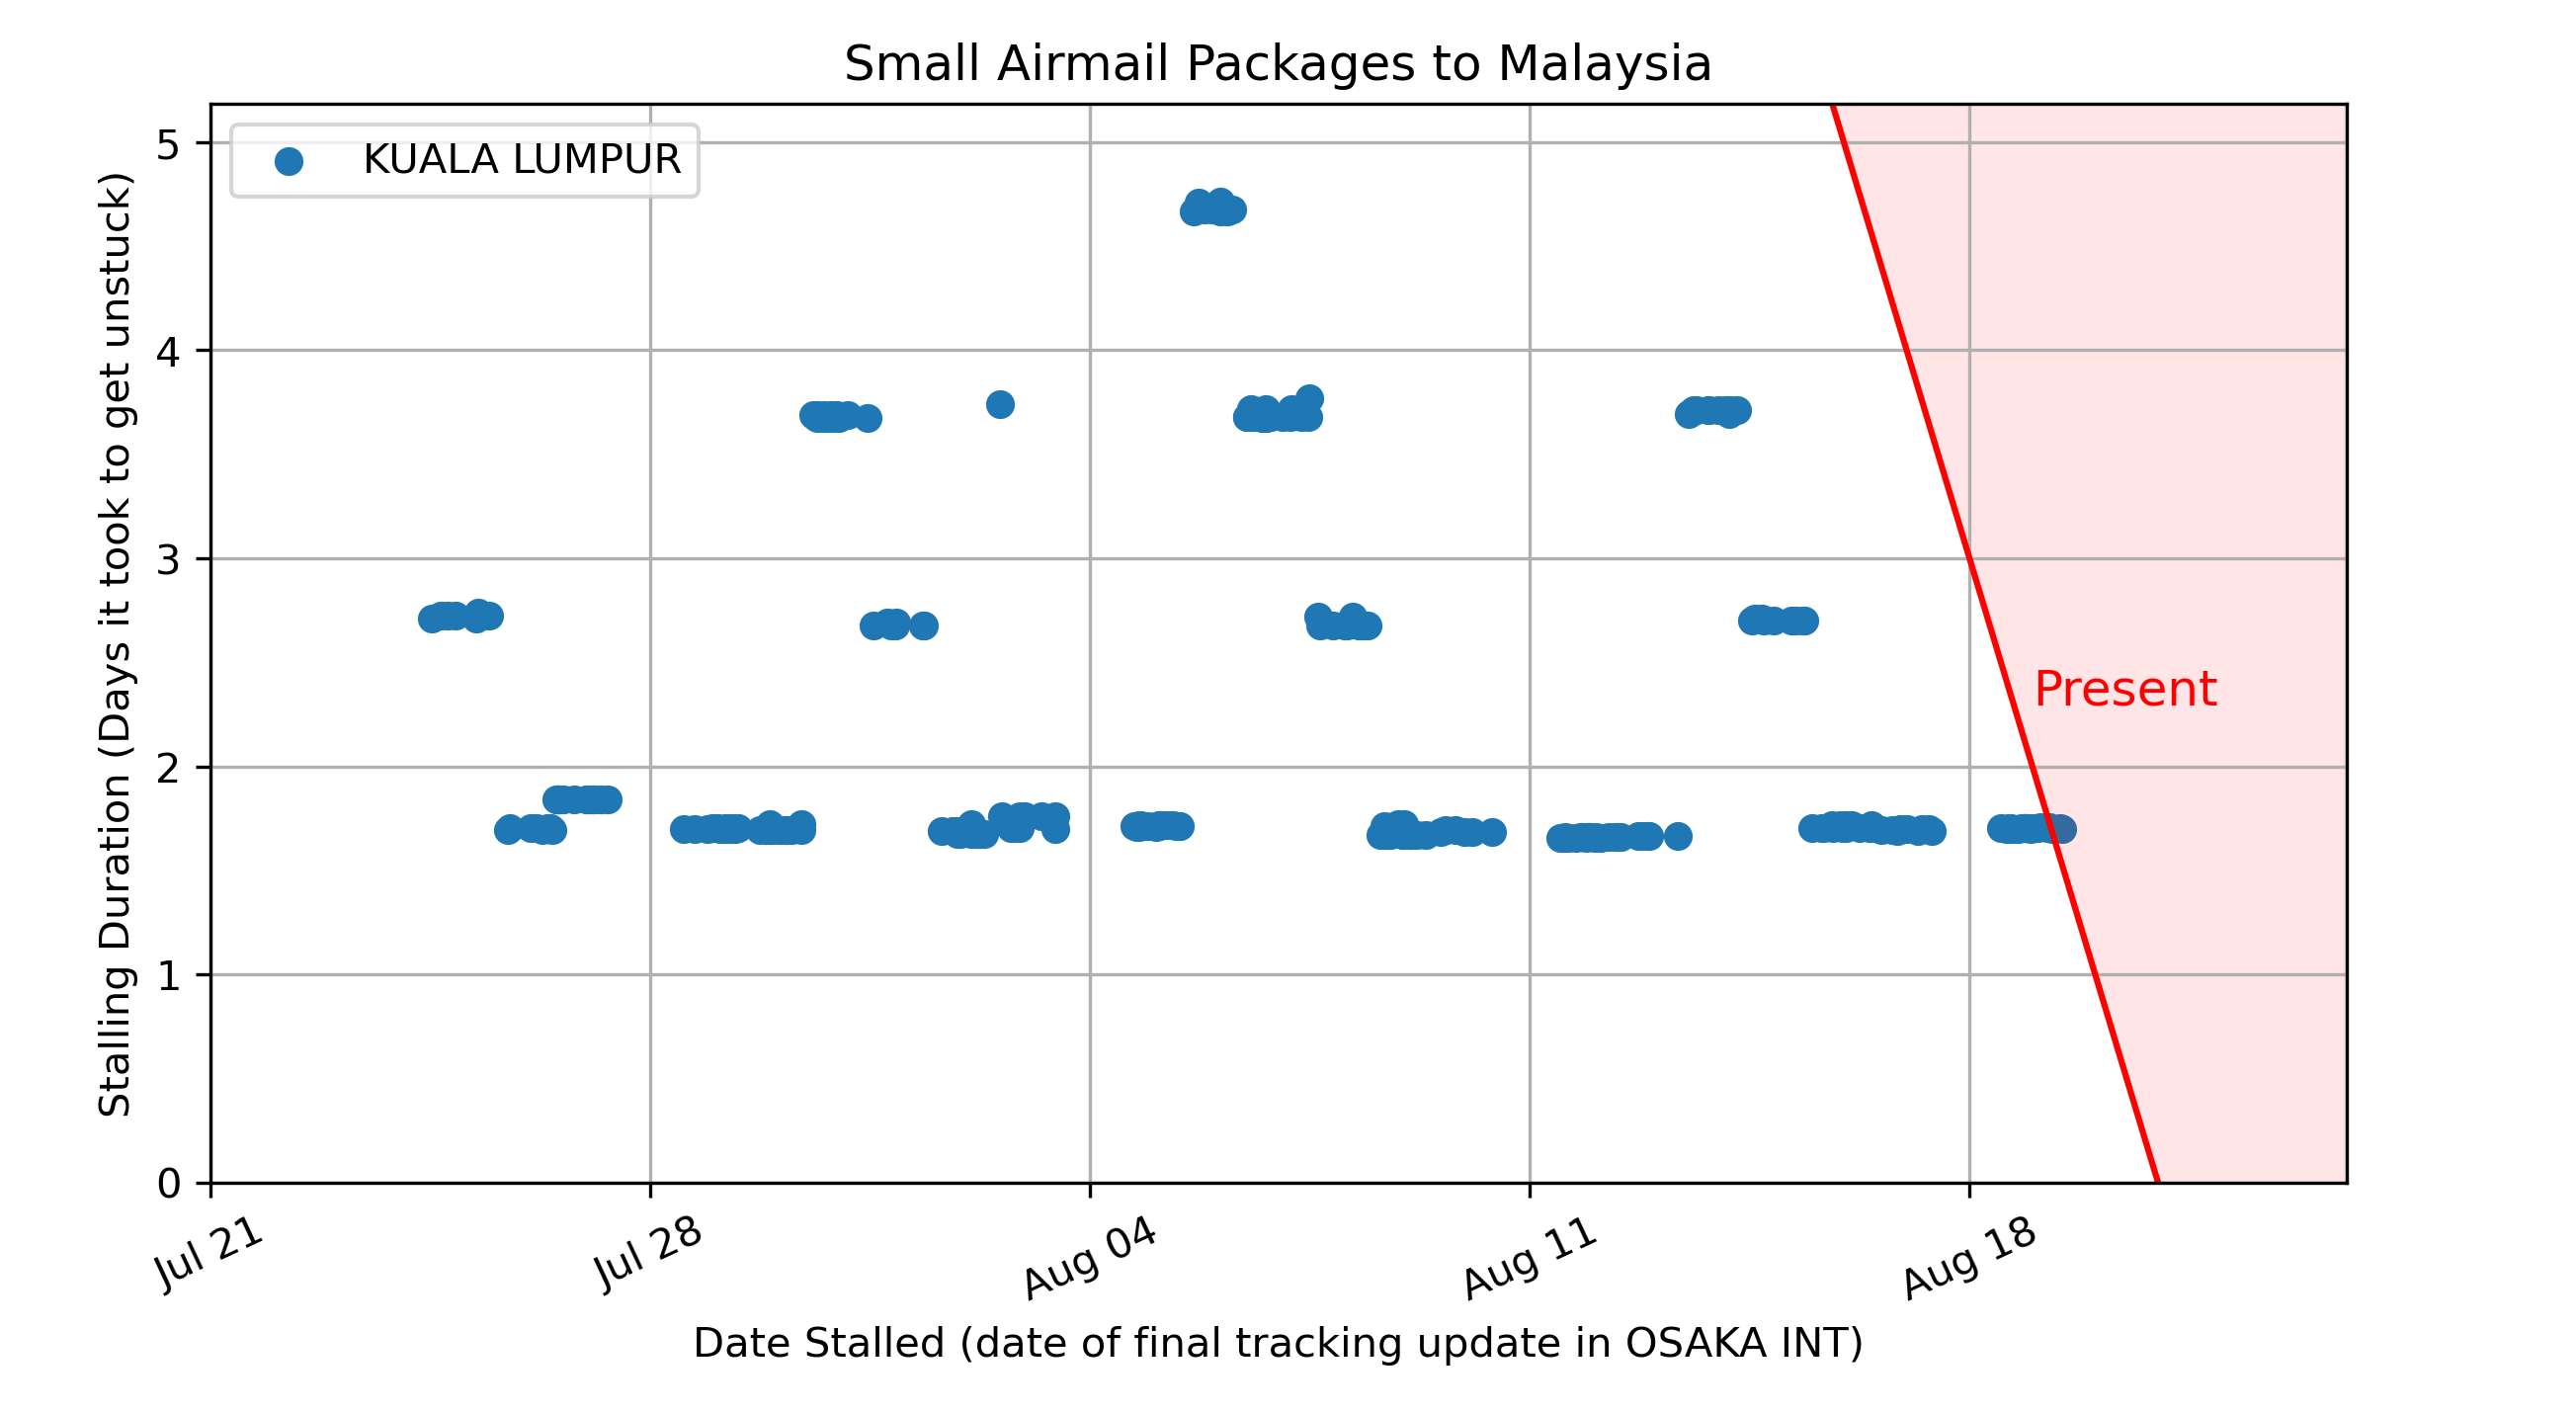 Small Airmail Packages to Malaysia
KUALA LUMPUR
Stalling Duration (Days it took to get unstuck)
5
4
3
2
1
0
Present
Jul 21
Jul 28
Aug 04
Aug 11
Aug 18
Date Stalled (date of final tracking update in OSAKA INT)